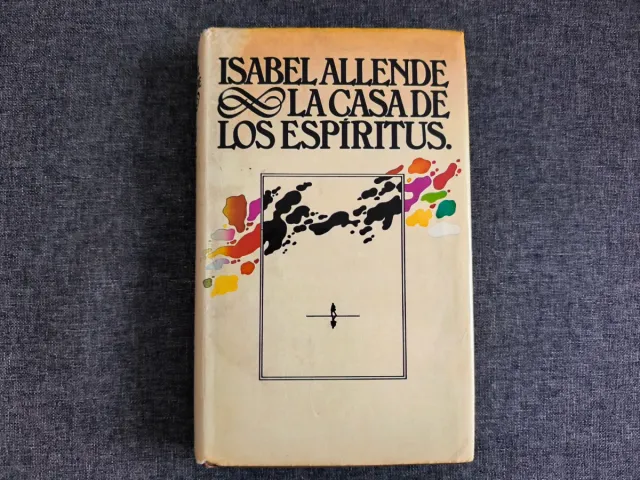 ISABEL ALLENDE
LA CASA DE
LOS ESPÍRITUS.